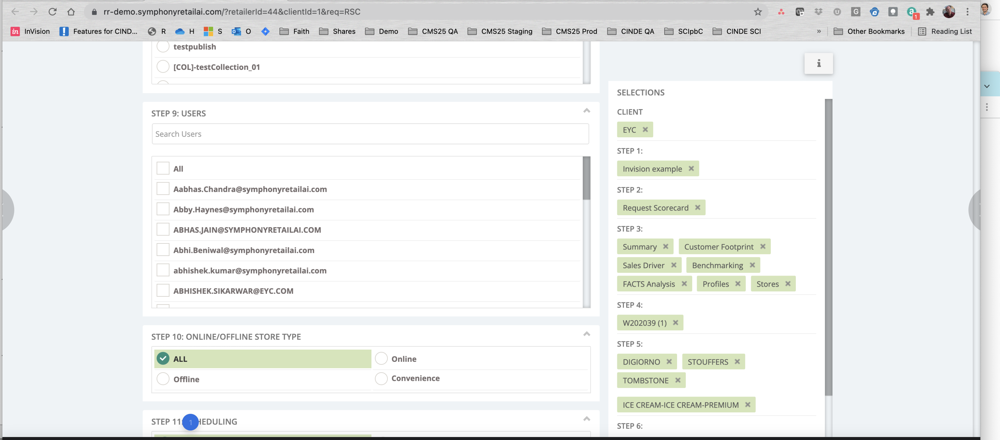 rr-demo.symphonyretailai.com/?retailerId=44&clientId=1&req=RSC
1
in InVision ! Features for CIND... R H S O Faith Shares Demo CMS25 QA CMS25 Staging CMS25 Prod CINDE QA SCIpbC CINDE SCI » Other Bookmarks Reading List
testpublish
[COL]-testCollection_01
STEP 9: USERS
Search Users
All
Aabhas.Chandra@symphonyretailai.com
Abby.Haynes@symphonyretailai.com
ABHAS.JAIN@SYMPHONYRETAILAI.COM
Abhi.Beniwal@symphonyretailai.com
abhishek.kumar@symphonyretailai.com
ABHISHEK.SIKARWAR@EYC.COM
STEP 10: ONLINE/OFFLINE STORE TYPE
ALL Online
Offline Convenience
STEP 11: 1 HEDULING
i
SELECTIONS
CLIENT
EYC ×
STEP 1:
Invision example ×
STEP 2:
Request Scorecard ×
STEP 3:
Summary × Customer Footprint ×
Sales Driver × Benchmarking ×
FACTS Analysis × Profiles × Stores ×
STEP 4:
W202039 (1) ×
STEP 5:
DIGIORNO × STOUFFERS ×
TOMBSTONE ×
ICE CREAM-ICE CREAM-PREMIUM ×
STEP 6: